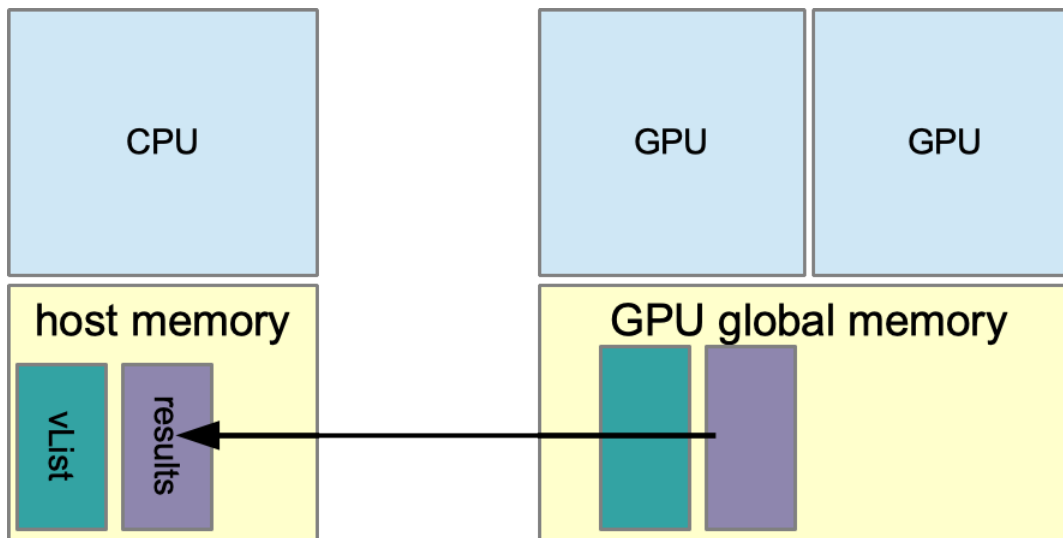 CPU
GPU
GPU
host memory
GPU global memory
vList
results